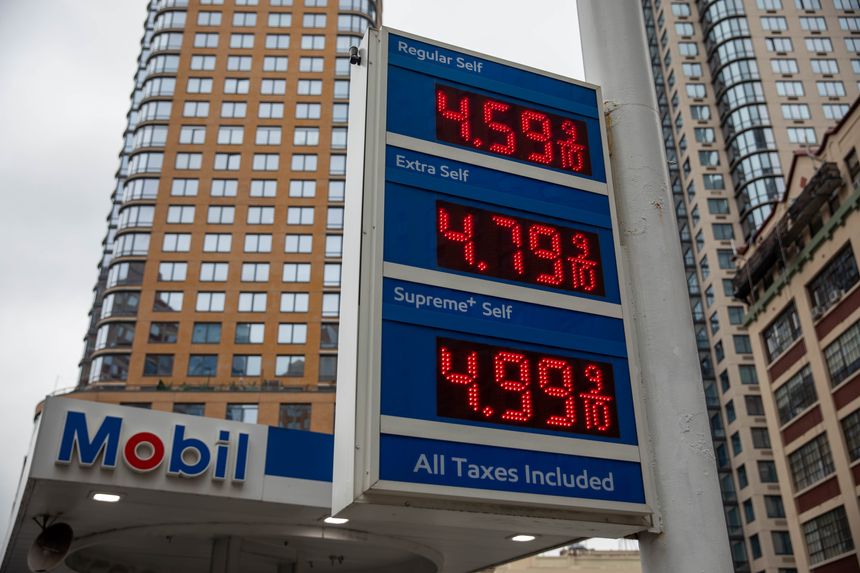 Regular Self
4.59 9/10
Extra Self
4.79 9/10
Supreme+ Self
4.99 9/10
All Taxes Included
Mobil